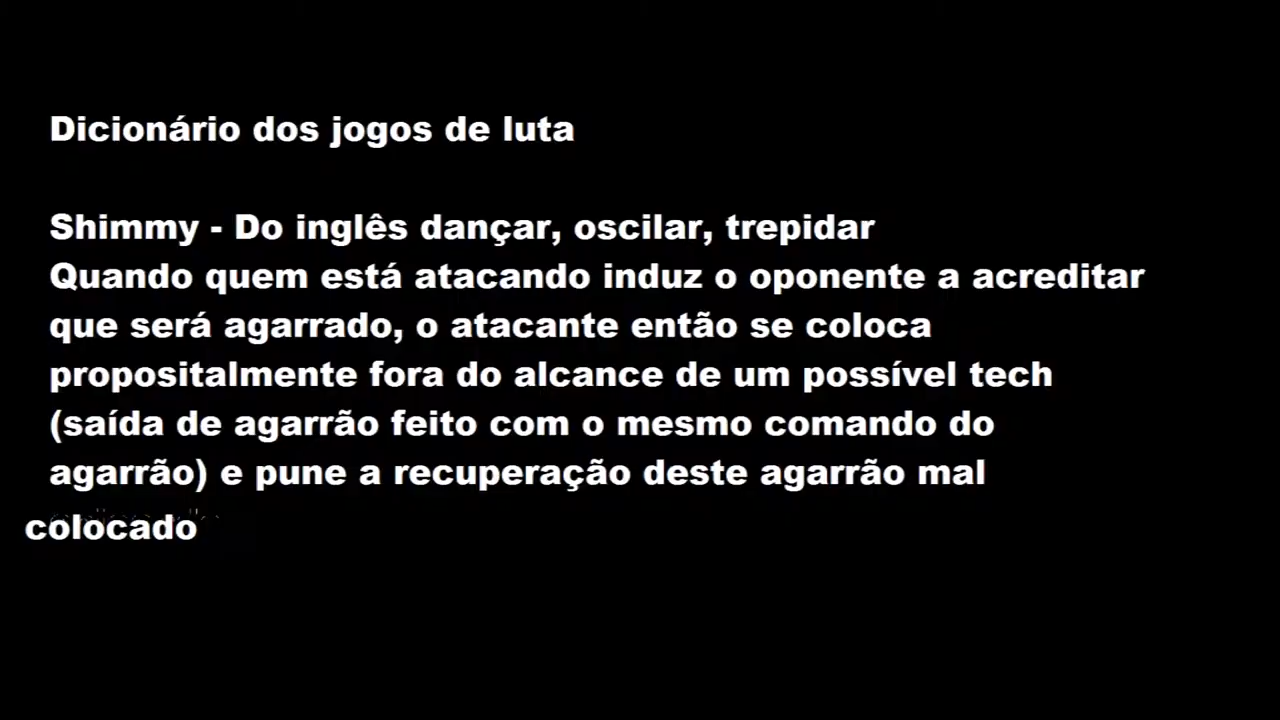 Dicionário dos jogos de luta
Shimmy - Do inglês dançar, oscilar, trepidar
Quando quem está atacando induz o oponente a acreditar
que será agarrado, o atacante então se coloca
propositalmente fora do alcance de um possível tech
(saída de agarrão feito com o mesmo comando do
agarrão) e pune a recuperação deste agarrão mal
colocado